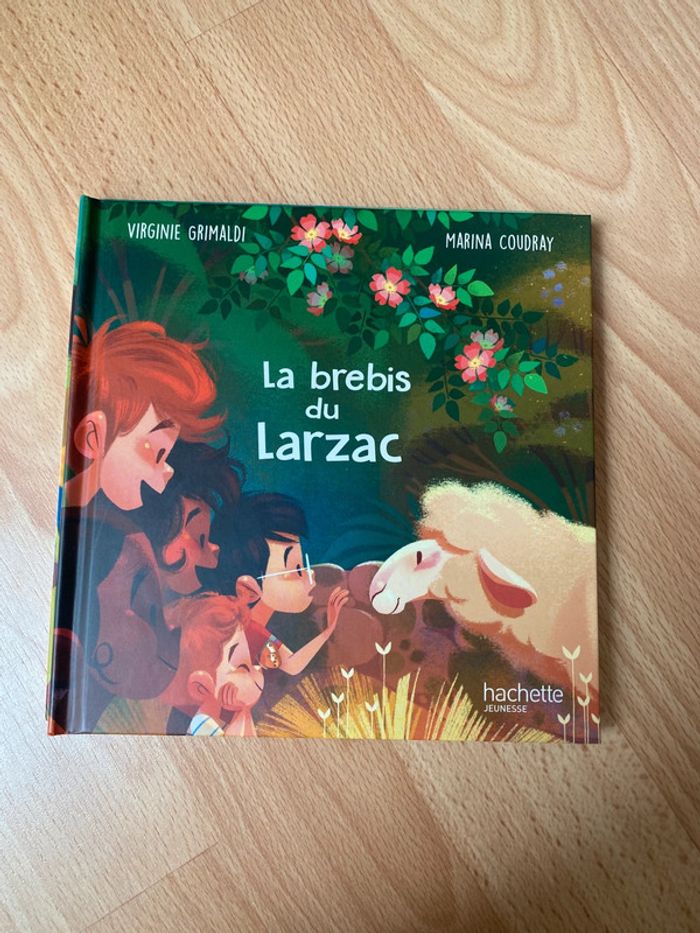 VIRGINIE GRIMALDI
MARINA COUDRAY
La brebis
du
Larzac
hachette
JEUNESSE